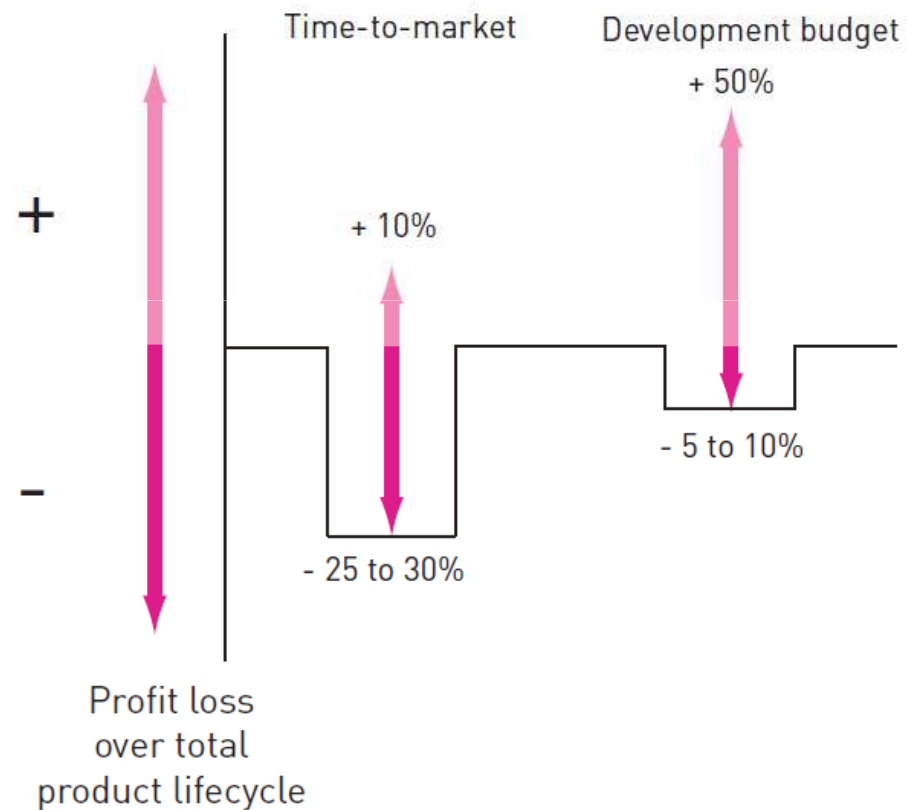 Time-to-market
Development budget
+ 50%
+
+ 10%
- 5 to 10%
-
- 25 to 30%
Profit loss
over total
product lifecycle